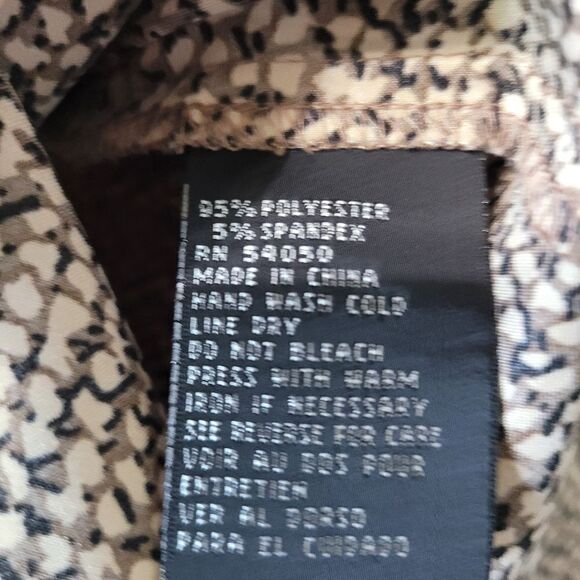 95% POLYESTER
5% SPANDEX
RN 54050
MADE IN CHINA
HAND WASH COLD
LINE DRY
DO NOT BLEACH
PRESS WITH WARM
IRON IF NECESSARY
SEE REVERSE FOR CARE
VOIR AU DOS POUR
ENTRETIEN
VER AL DORSO
PARA EL CUIDADO